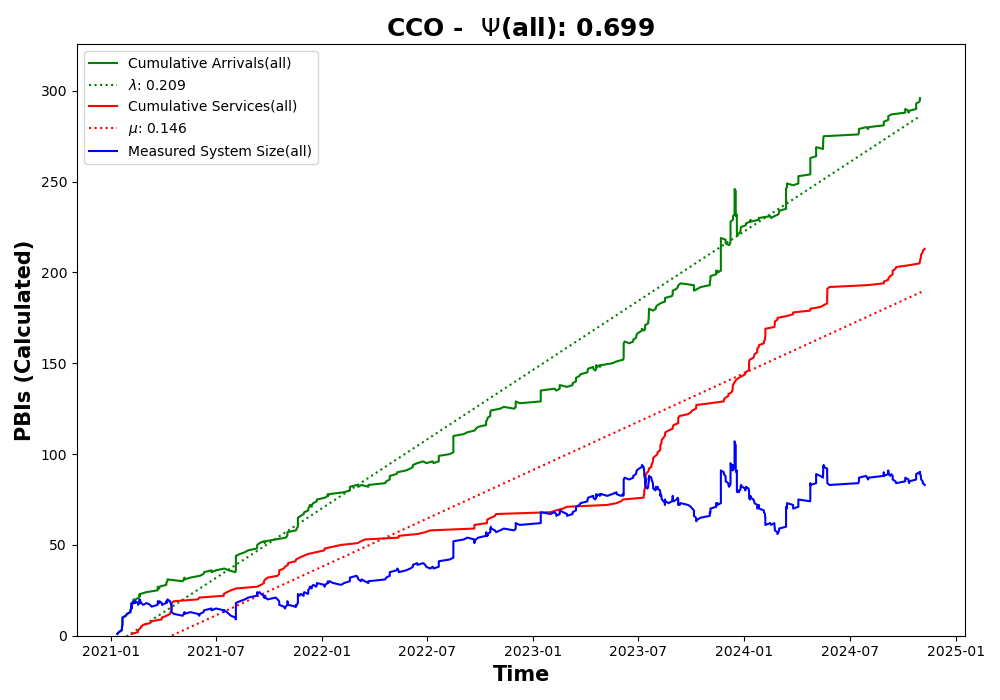 CCO - Ψ(all): 0.699
Cumulative Arrivals(all)
λ: 0.209
Cumulative Services(all)
μ: 0.146
Measured System Size(all)
PBIs (Calculated)
300
250
200
150
100
50
0
2021-01 2021-07 2022-01 2022-07 2023-01 2023-07 2024-01 2024-07 2025-01
Time